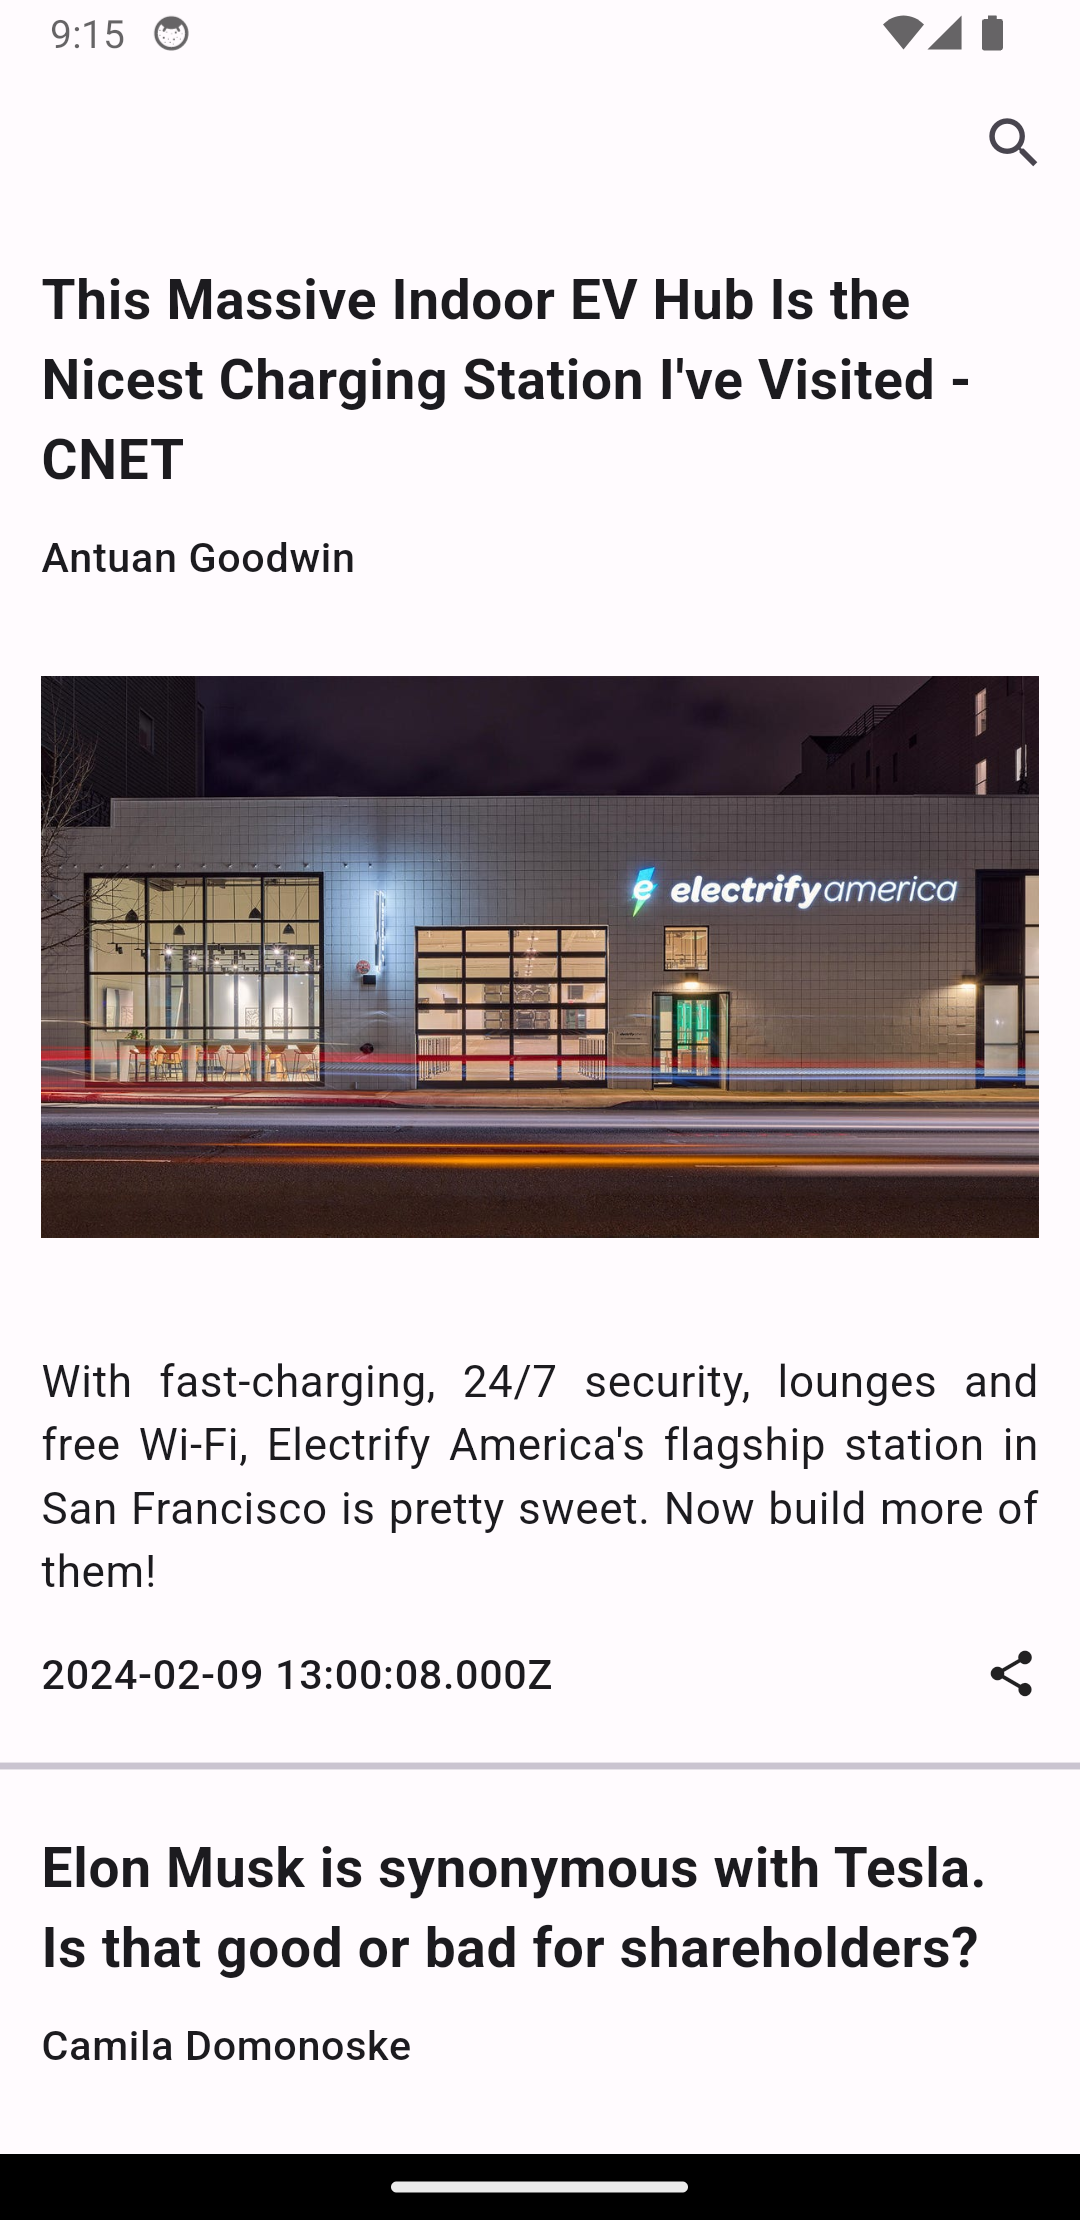 9:15
This Massive Indoor EV Hub Is the
Nicest Charging Station I've Visited -
CNET
Antuan Goodwin
electrify america
With fast-charging, 24/7 security, lounges and
free Wi-Fi, Electrify America's flagship station in
San Francisco is pretty sweet. Now build more of
them!
2024-02-09 13:00:08.000Z
Elon Musk is synonymous with Tesla.
Is that good or bad for shareholders?
Camila Domonoske